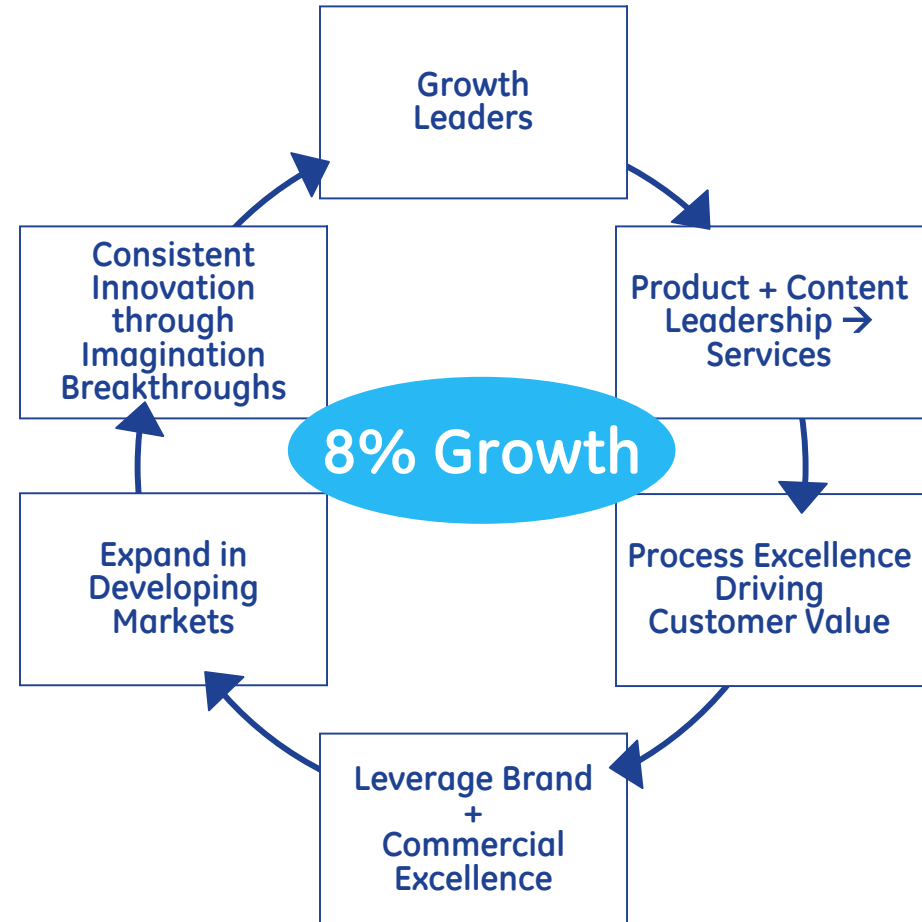 Growth
Leaders
Product + Content
Leadership →
Services
Process Excellence
Driving
Customer Value
Leverage Brand
+
Commercial
Excellence
Expand in
Developing
Markets
Consistent
Innovation
through
Imagination
Breakthroughs
8% Growth